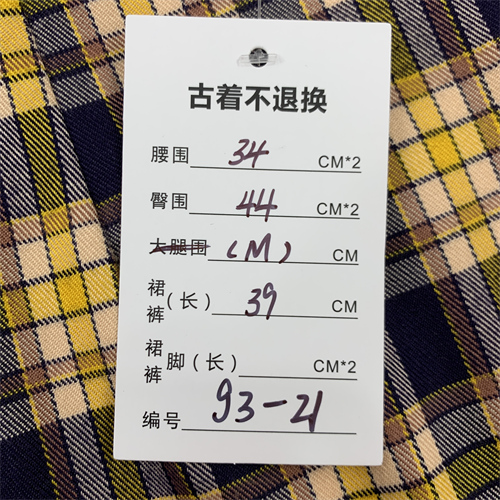 古着不退换
腰围 34 CM*2
臀围 44 CM*2
大腿围 (M) CM
裙裤(长) 39 CM
裙裤脚(长) CM*2
编号 93-21